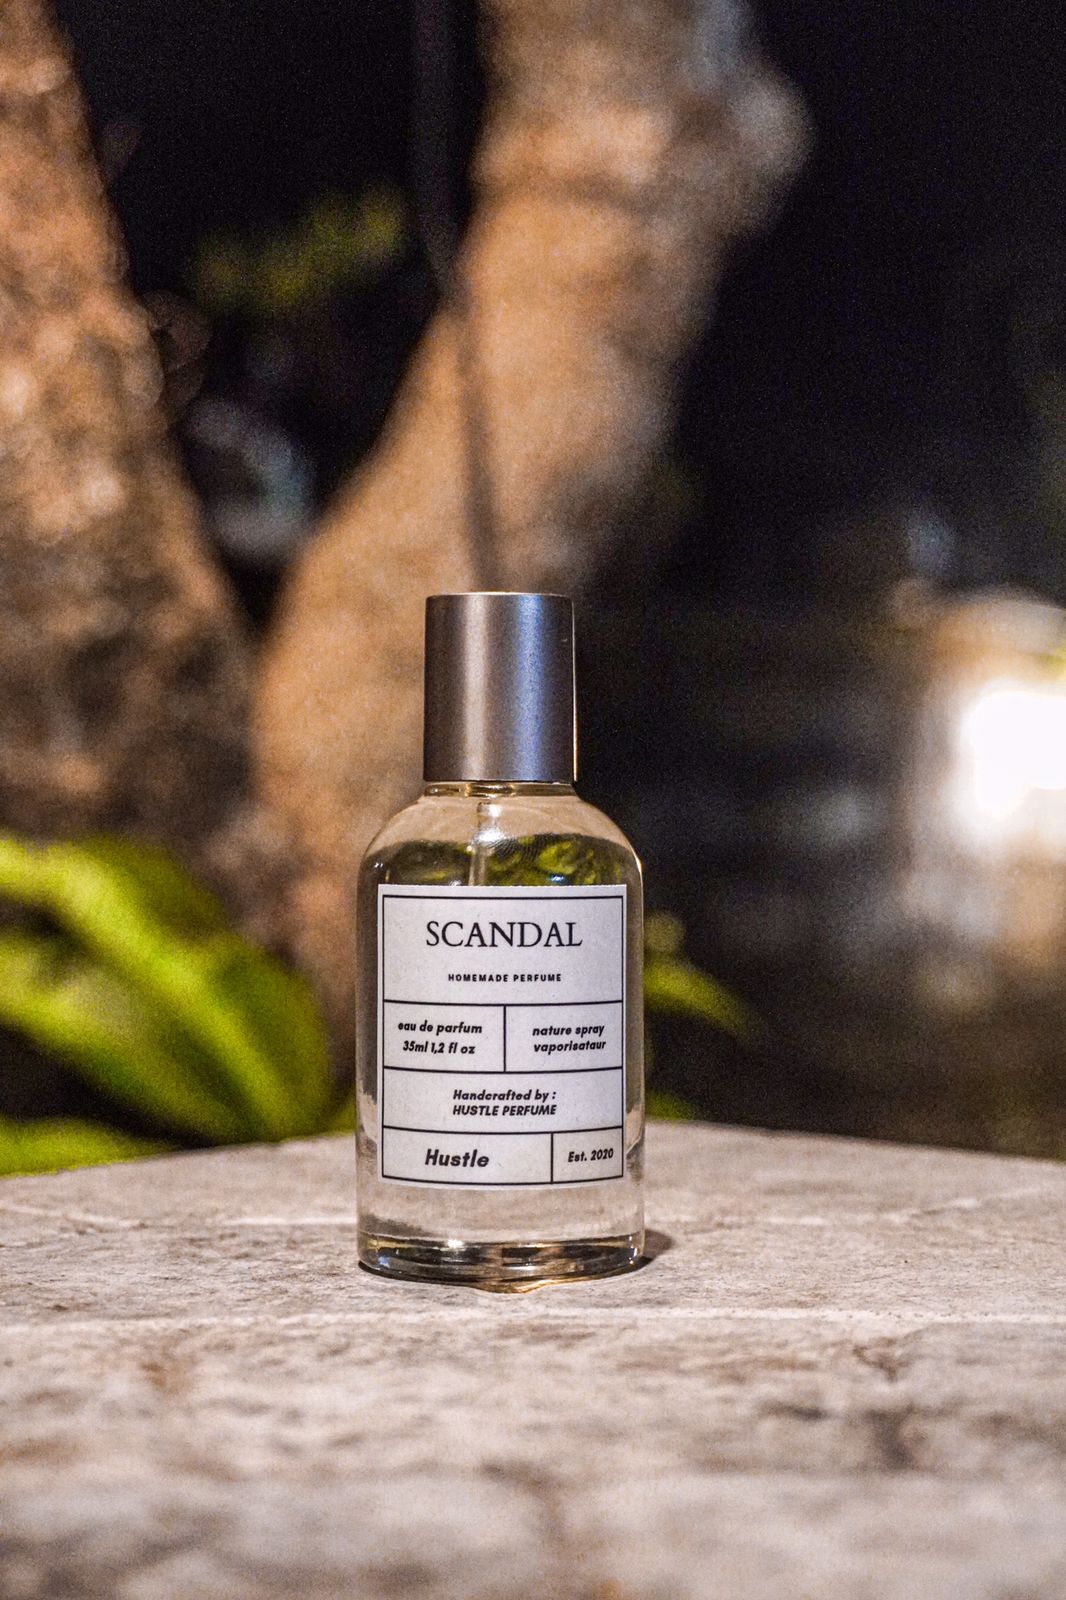 SCANDAL
HOMEMADE PERFUME
eau de parfum
35ml 1,2 fl oz
nature spray
vaporisataur
Handcrafted by :
HUSTLE PERFUME
Hustle
Est. 2020